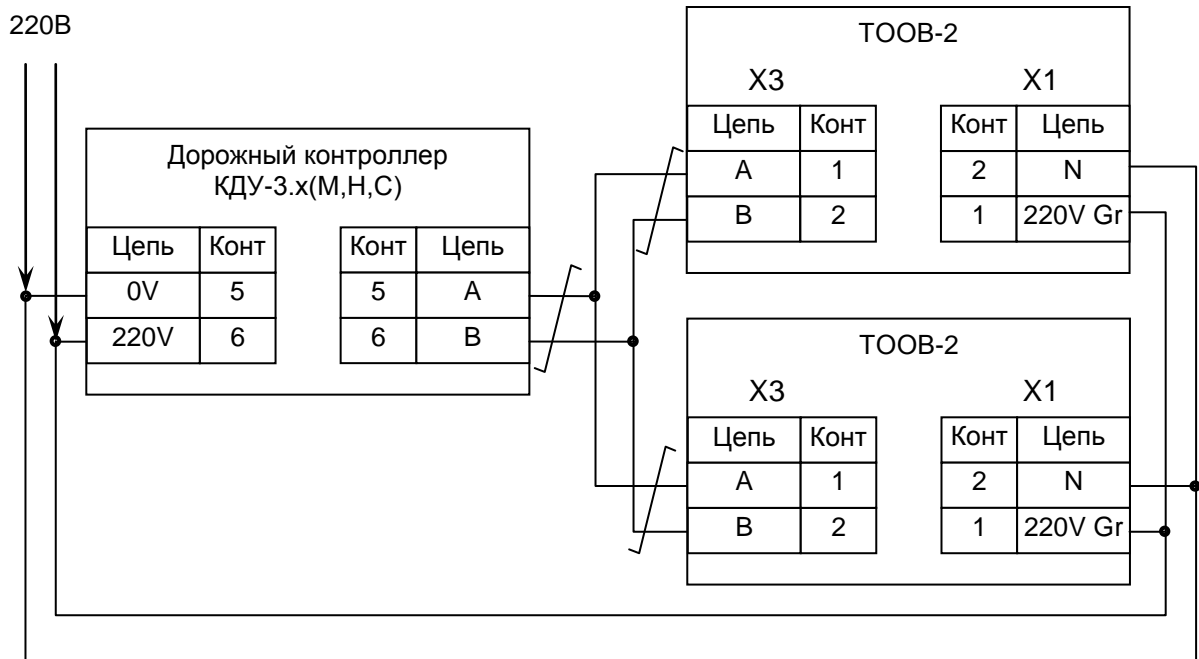 220В
Дорожный контроллер
КДУ-3.х(М,Н,С)
Цепь Конт Конт Цепь
0V 5 5 А
220V 6 6 В
ТООВ-2
Х3 Х1
Цепь Конт Конт Цепь
А 1 2 N
В 2 1 220V Gr
ТООВ-2
Х3 Х1
Цепь Конт Конт Цепь
А 1 2 N
В 2 1 220V Gr